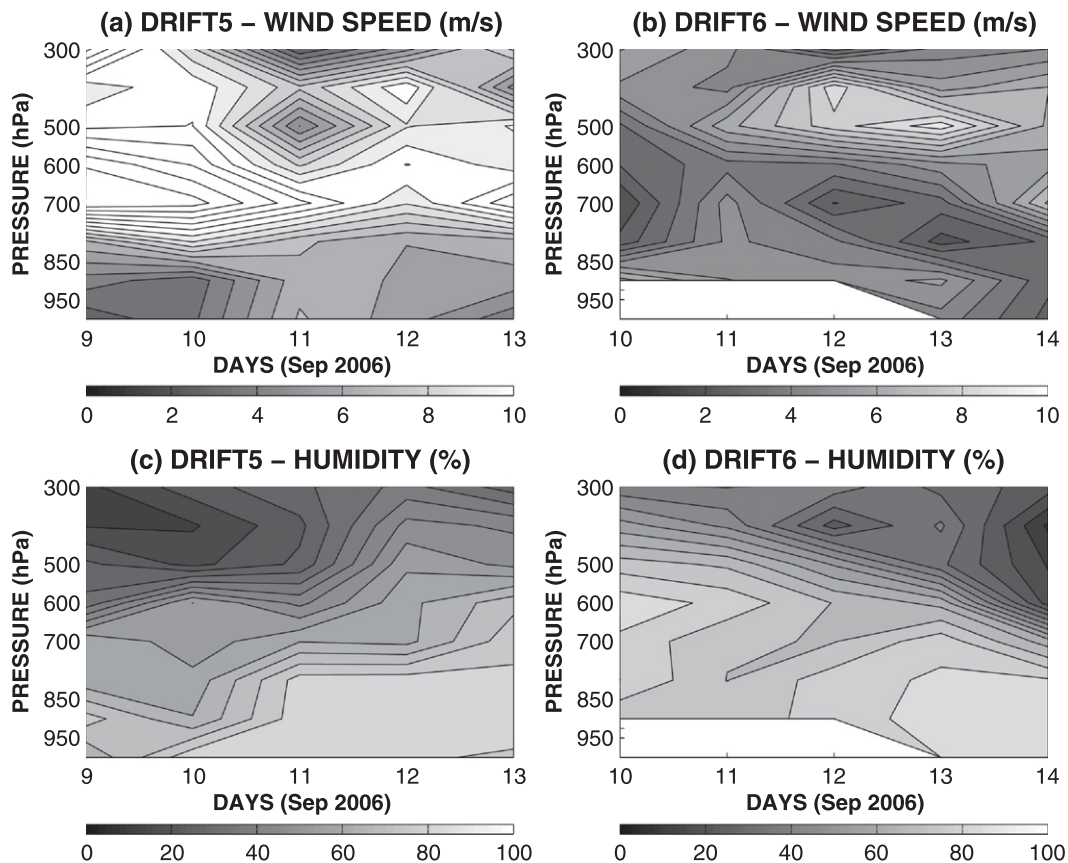 (a) DRIFT5 − WIND SPEED (m/s)
(b) DRIFT6 − WIND SPEED (m/s)
PRESSURE (hPa)
300
500
600
700
850
950
9 10 11 12 13
DAYS (Sep 2006)
0 2 4 6 8 10
PRESSURE (hPa)
300
500
600
700
850
950
10 11 12 13 14
DAYS (Sep 2006)
0 2 4 6 8 10
(c) DRIFT5 − HUMIDITY (%)
(d) DRIFT6 − HUMIDITY (%)
PRESSURE (hPa)
300
500
600
700
850
950
9 10 11 12 13
DAYS (Sep 2006)
0 20 40 60 80 100
PRESSURE (hPa)
300
500
600
700
850
950
10 11 12 13 14
DAYS (Sep 2006)
0 20 40 60 80 100